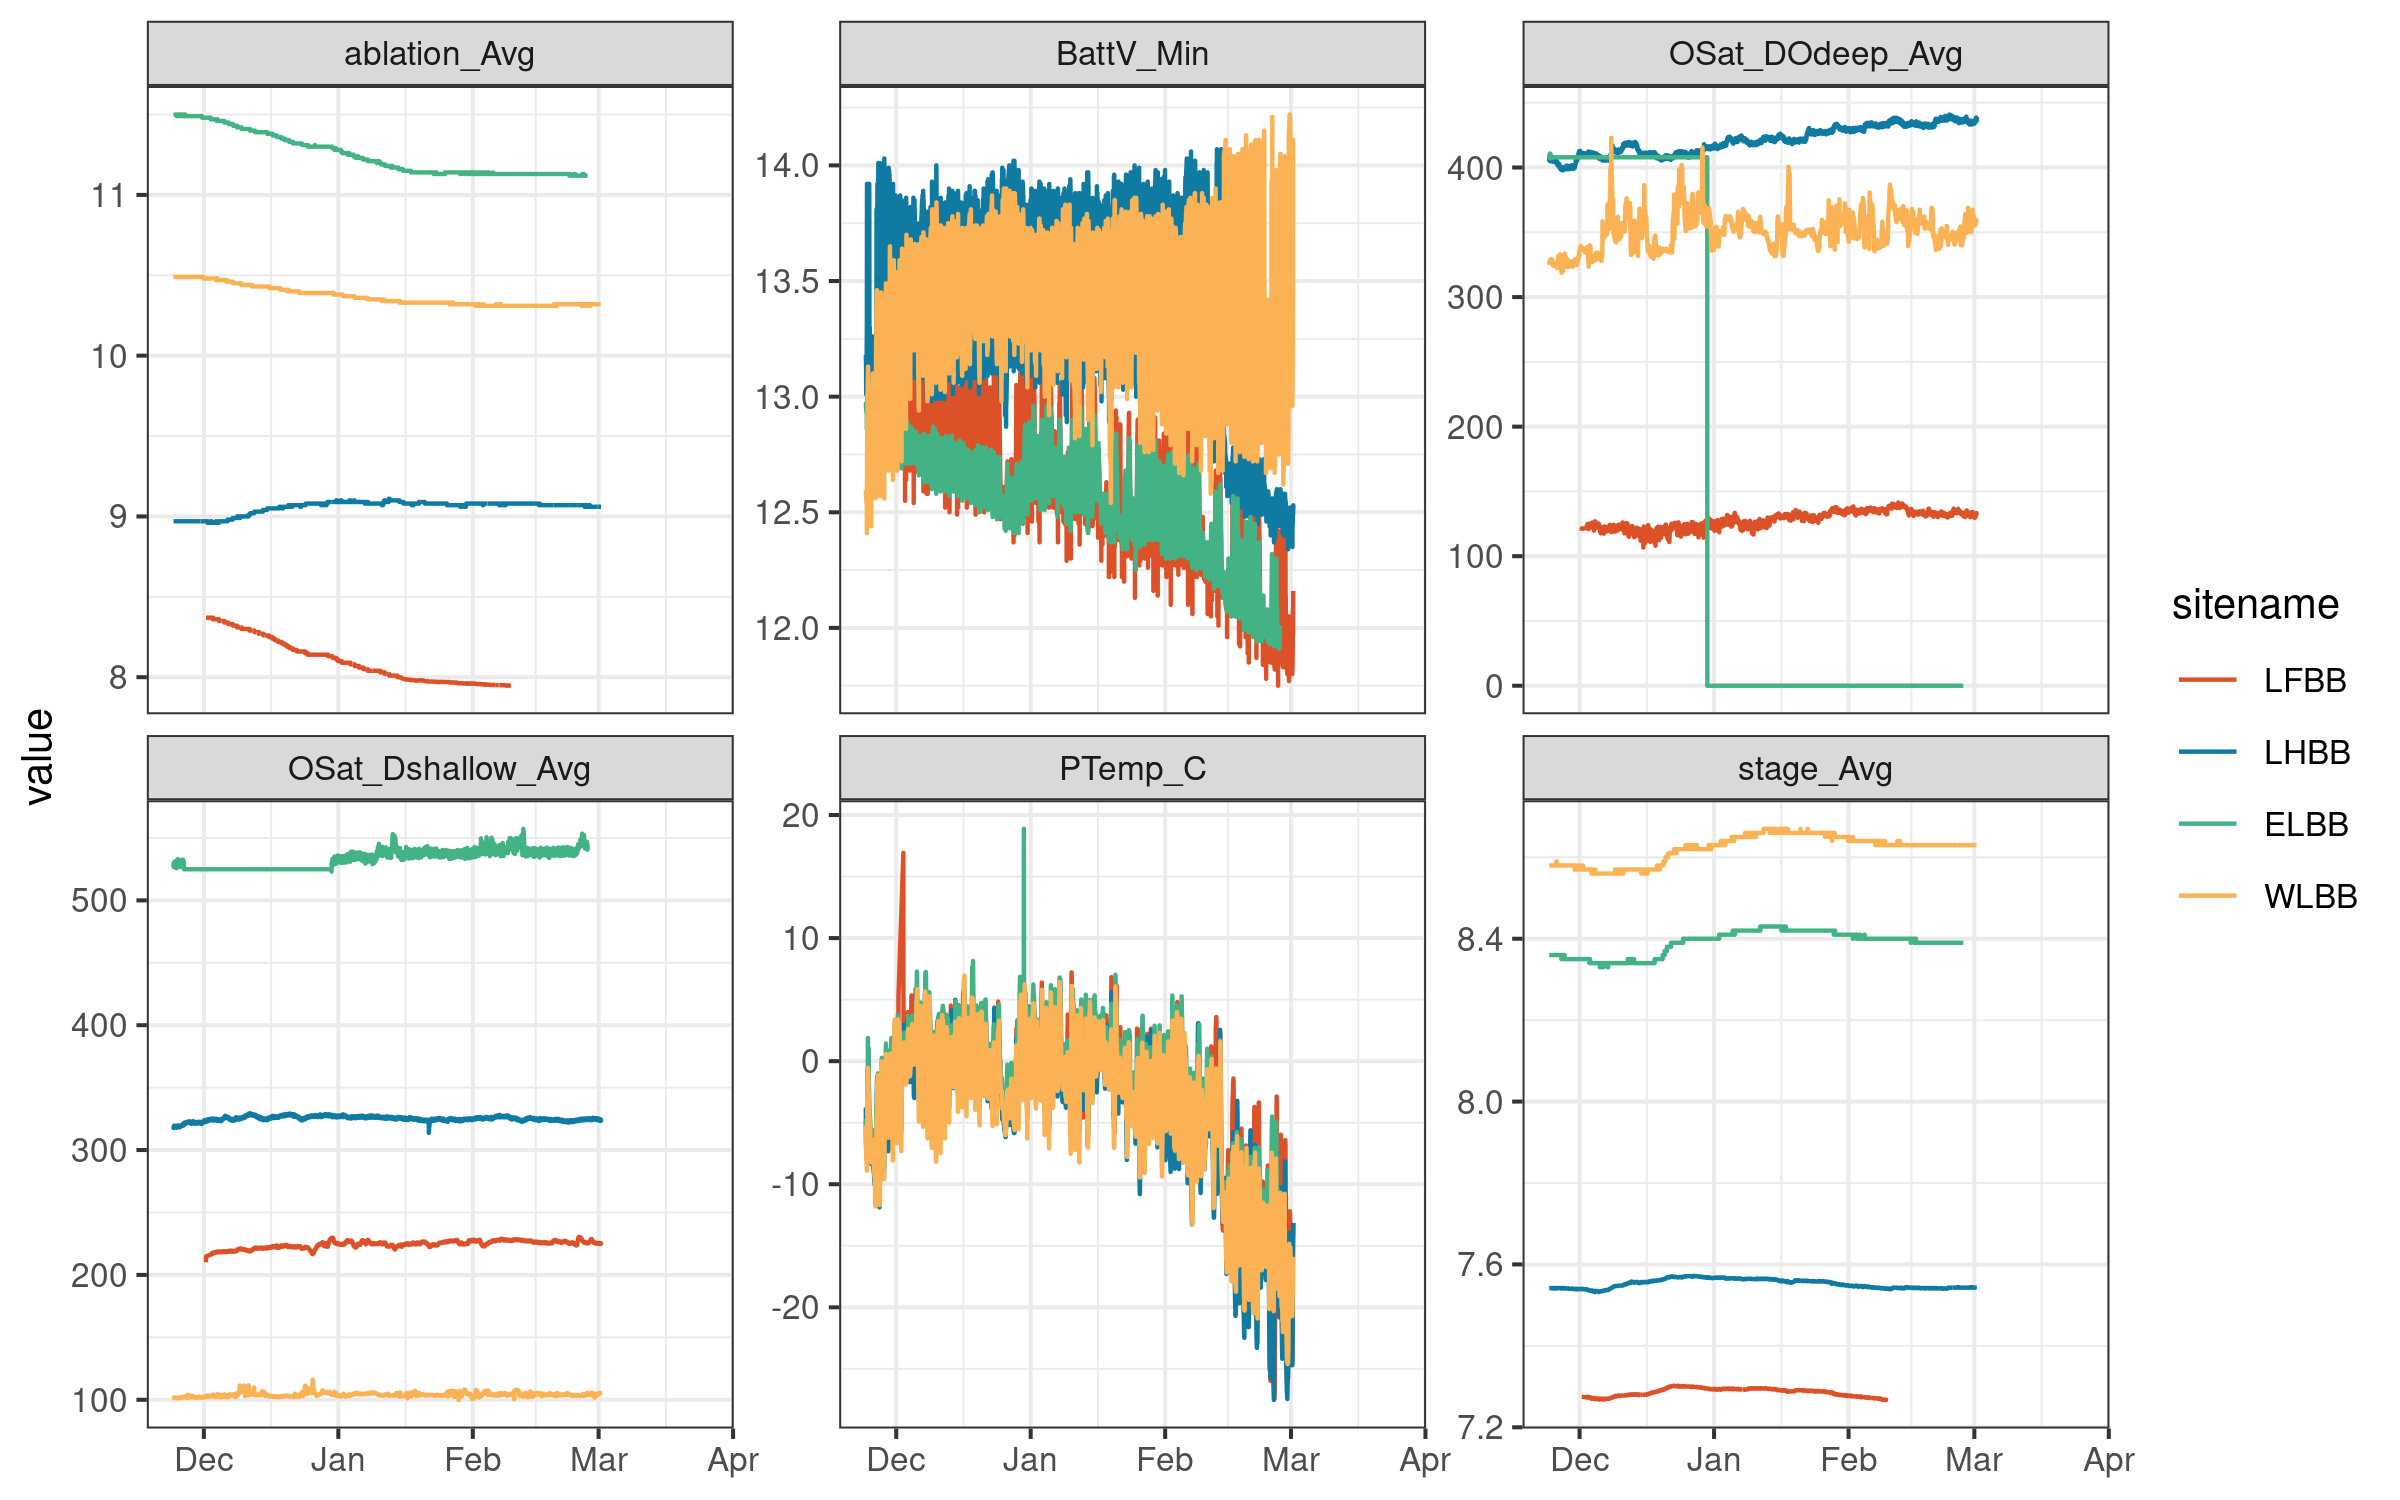 ablation_Avg
BattV_Min
OSat_DOdeep_Avg
11
10
9
8
14.0
13.5
13.0
12.5
12.0
400
300
200
100
0
value
OSat_Dshallow_Avg
PTemp_C
stage_Avg
500
400
300
200
100
20
10
0
-10
-20
8.4
8.0
7.6
7.2
Dec Jan Feb Mar Apr
Dec Jan Feb Mar Apr
Dec Jan Feb Mar Apr
sitename
LFBB
LHBB
ELBB
WLBB